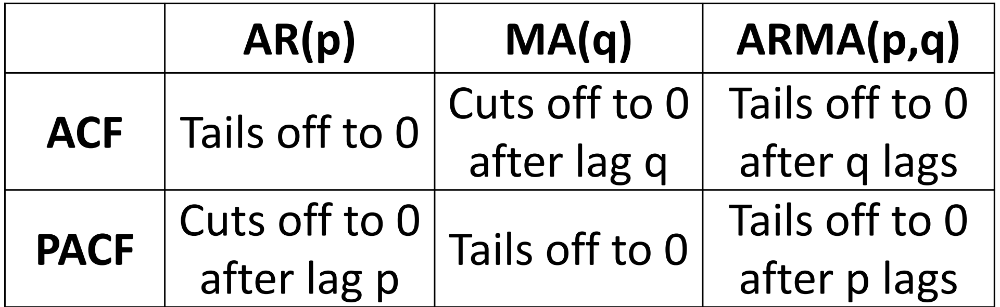 AR(p) MA(q) ARMA(p,q)
ACF Tails off to 0 Cuts off to 0 after lag q Tails off to 0 after q lags
PACF Cuts off to 0 after lag p Tails off to 0 Tails off to 0 after p lags